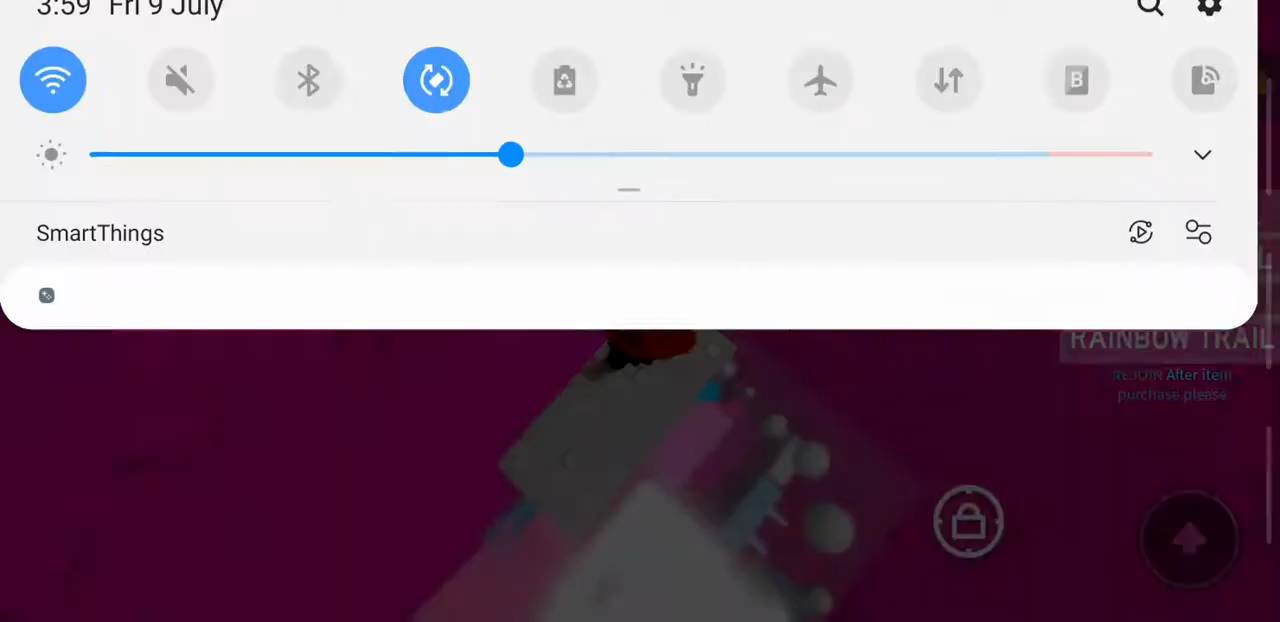 3:59 Fri 9 July
B
SmartThings
RAINBOW TRAIL
REJOIN After item
purchase please